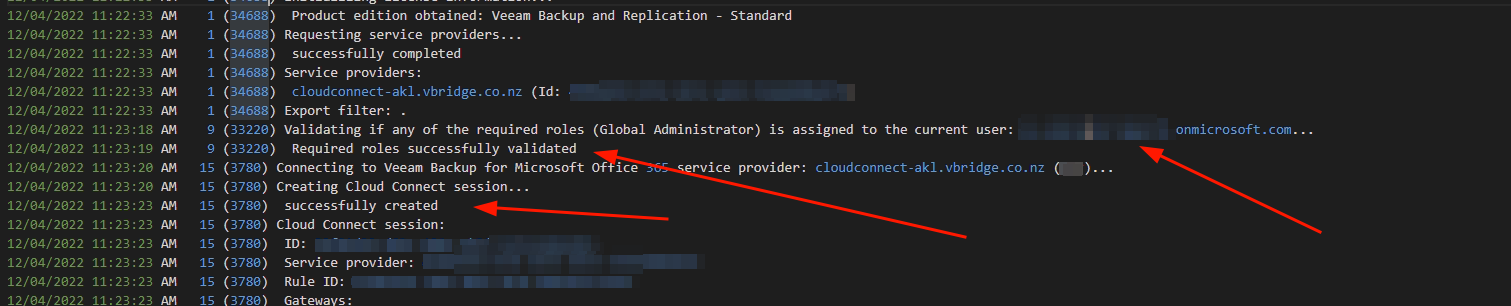 12/04/2022 11:22:33 AM 1 (34688) Product edition obtained: Veeam Backup and Replication - Standard
12/04/2022 11:22:33 AM 1 (34688) Requesting service providers...
12/04/2022 11:22:33 AM 1 (34688) successfully completed
12/04/2022 11:22:33 AM 1 (34688) Service providers:
12/04/2022 11:22:33 AM 1 (34688) cloudconnect-akl.vbridge.co.nz (Id:
12/04/2022 11:22:33 AM 1 (34688) Export filter: .
12/04/2022 11:23:18 AM 9 (33220) Validating if any of the required roles (Global Administrator) is assigned to the current user: onmicrosoft.com...
12/04/2022 11:23:19 AM 9 (33220) Required roles successfully validated
12/04/2022 11:23:20 AM 15 (3780) Connecting to Veeam Backup for Microsoft Office 365 service provider: cloudconnect-akl.vbridge.co.nz ( )...
12/04/2022 11:23:20 AM 15 (3780) Creating Cloud Connect session...
12/04/2022 11:23:23 AM 15 (3780) successfully created
12/04/2022 11:23:23 AM 15 (3780) Cloud Connect session:
12/04/2022 11:23:23 AM 15 (3780) ID:
12/04/2022 11:23:23 AM 15 (3780) Service provider:
12/04/2022 11:23:23 AM 15 (3780) Rule ID:
12/04/2022 11:23:23 AM 15 (3780) Gateways: